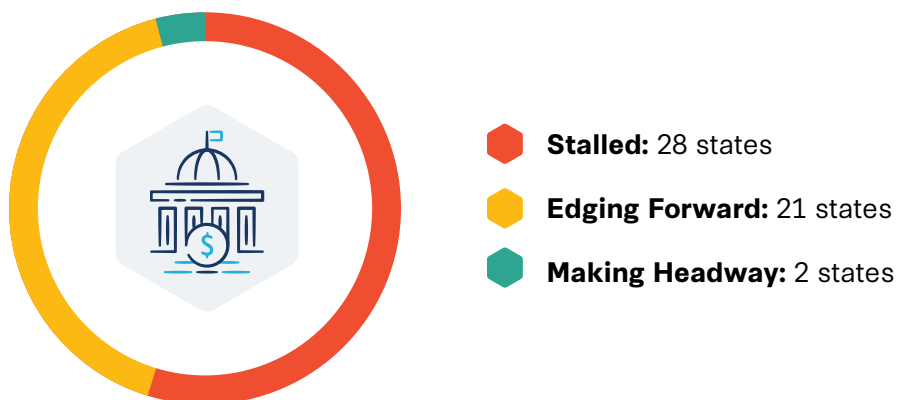 $
Stalled: 28 states
Edging Forward: 21 states
Making Headway: 2 states